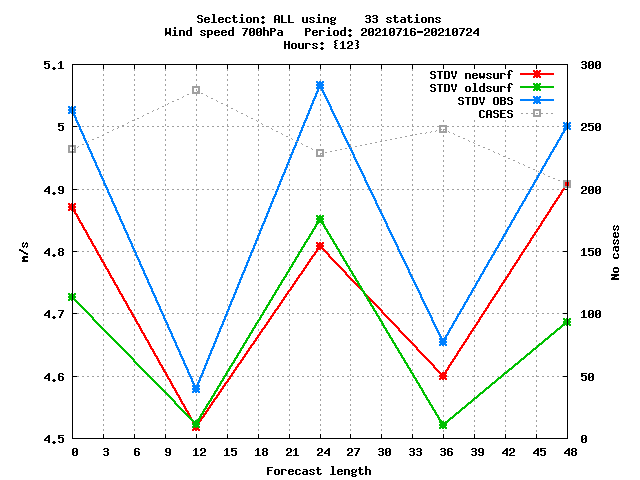 Selection: ALL using    33 stations
Wind speed 700hPa   Period: 20210716-20210724
Hours: {12}
5.1
5
4.9
4.8
4.7
4.6
4.5
m/s
300
250
200
150
100
50
0
No cases
STDV newsurf
STDV oldsurf
STDV OBS
CASES
0 3 6 9 12 15 18 21 24 27 30 33 36 39 42 45 48
Forecast length